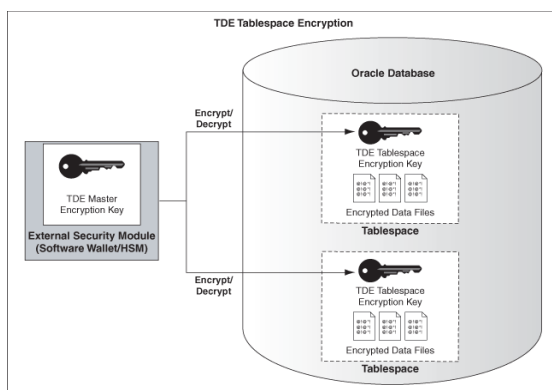 TDE Tablespace Encryption
Oracle Database
Encrypt/
Decrypt
TDE Tablespace
Encryption Key
Encrypted Data Files
Tablespace
TDE Master
Encryption Key
External Security Module
(Software Wallet/HSM)
Encrypt/
Decrypt
TDE Tablespace
Encryption Key
Encrypted Data Files
Tablespace